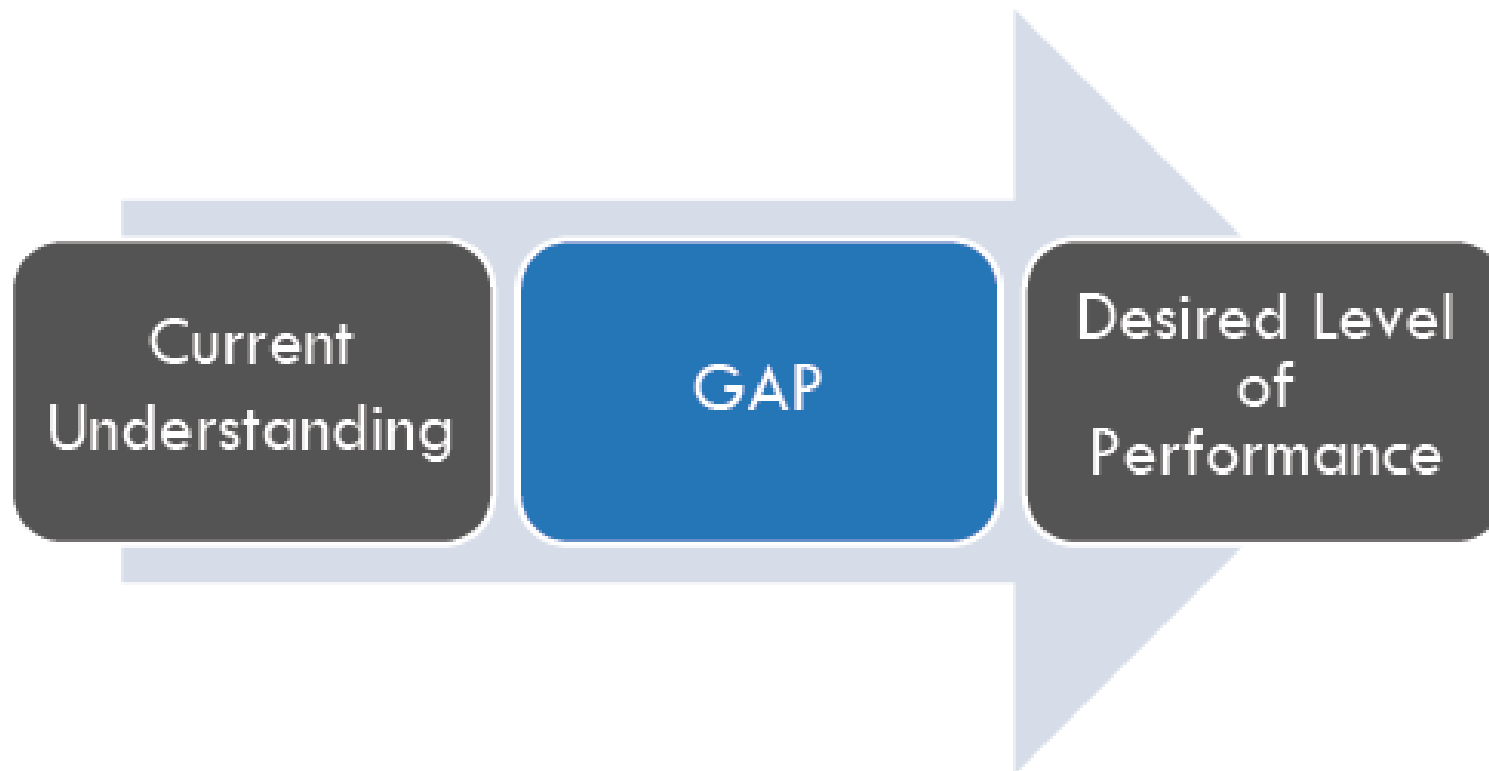 Current
Understanding
GAP
Desired Level
of
Performance